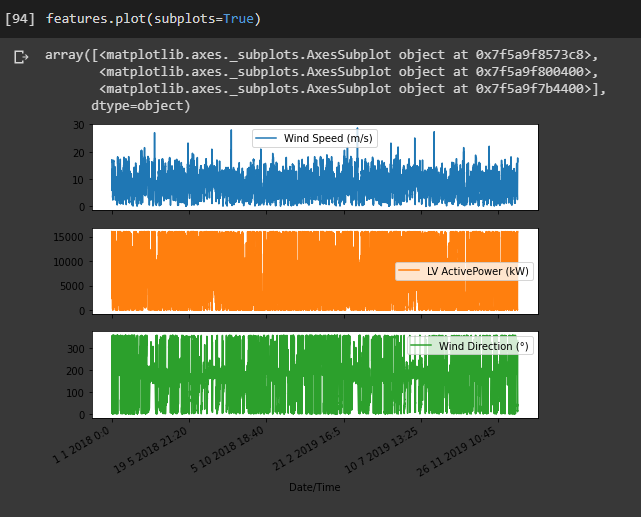 [94] features.plot(subplots=True)
array([<matplotlib.axes._subplots.AxesSubplot object at 0x7f5a9f8573c8>,
<matplotlib.axes._subplots.AxesSubplot object at 0x7f5a9f800400>,
<matplotlib.axes._subplots.AxesSubplot object at 0x7f5a9f7b4400>],
dtype=object)
30
20
10
0
Wind Speed (m/s)
15000
10000
5000
0
LV ActivePower (kW)
300
200
100
0
Wind Direction (°)
1 1 2018 0-0
19 5 2018 21:20
5 10 2018 18:40
21 2 2019 16:5
10 7 2019 13:25
26 11 2019 10:45
Date/Time